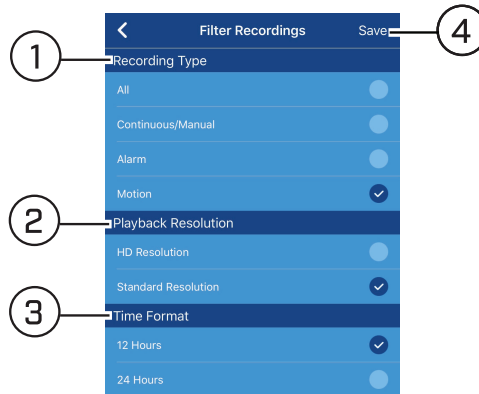 Filter Recordings Save
4
1
Recording Type
All
Continuous/Manual
Alarm
Motion
2
Playback Resolution
HD Resolution
Standard Resolution
3
Time Format
12 Hours
24 Hours